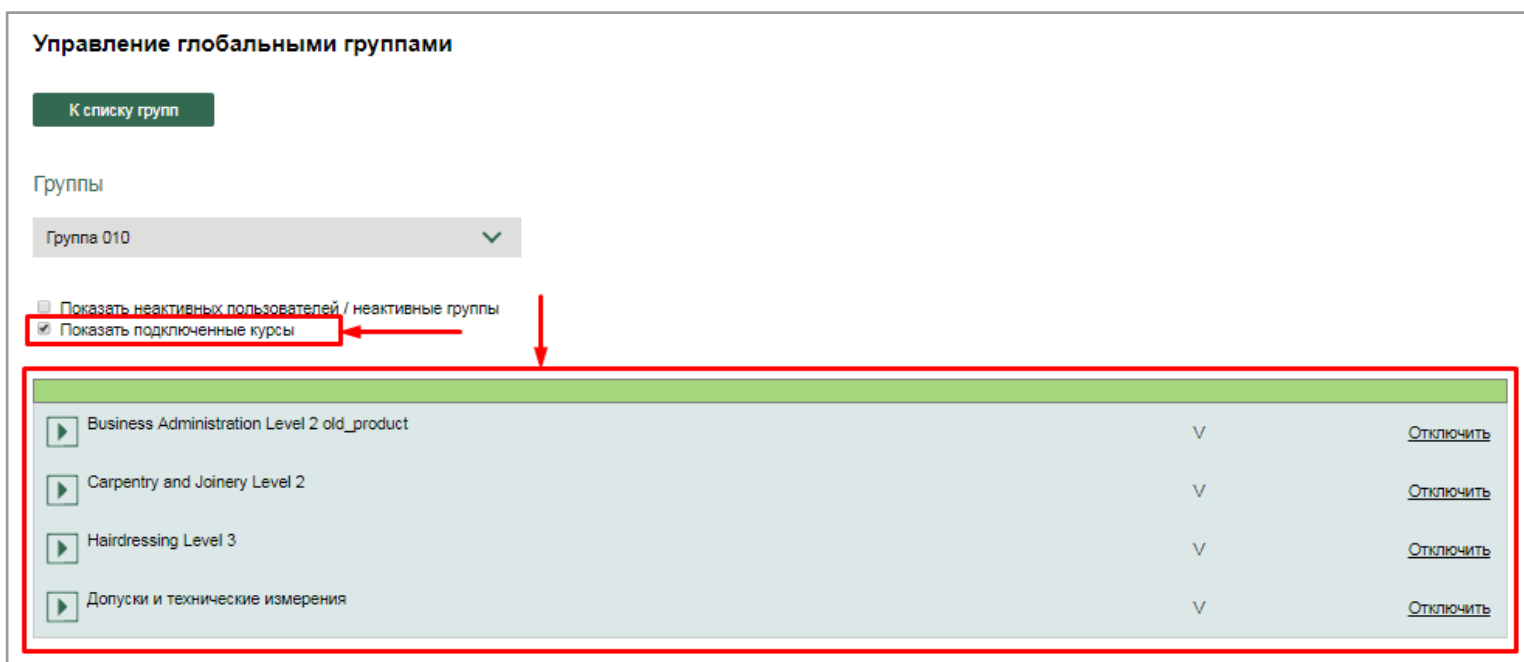 Управление глобальными группами
К списку групп
Группы
Группа 010
Показать неактивных пользователей / неактивные группы
Показать подключенные курсы
Business Administration Level 2 old_product V Отключить
Carpentry and Joinery Level 2 V Отключить
Hairdressing Level 3 V Отключить
Допуски и технические измерения V Отключить